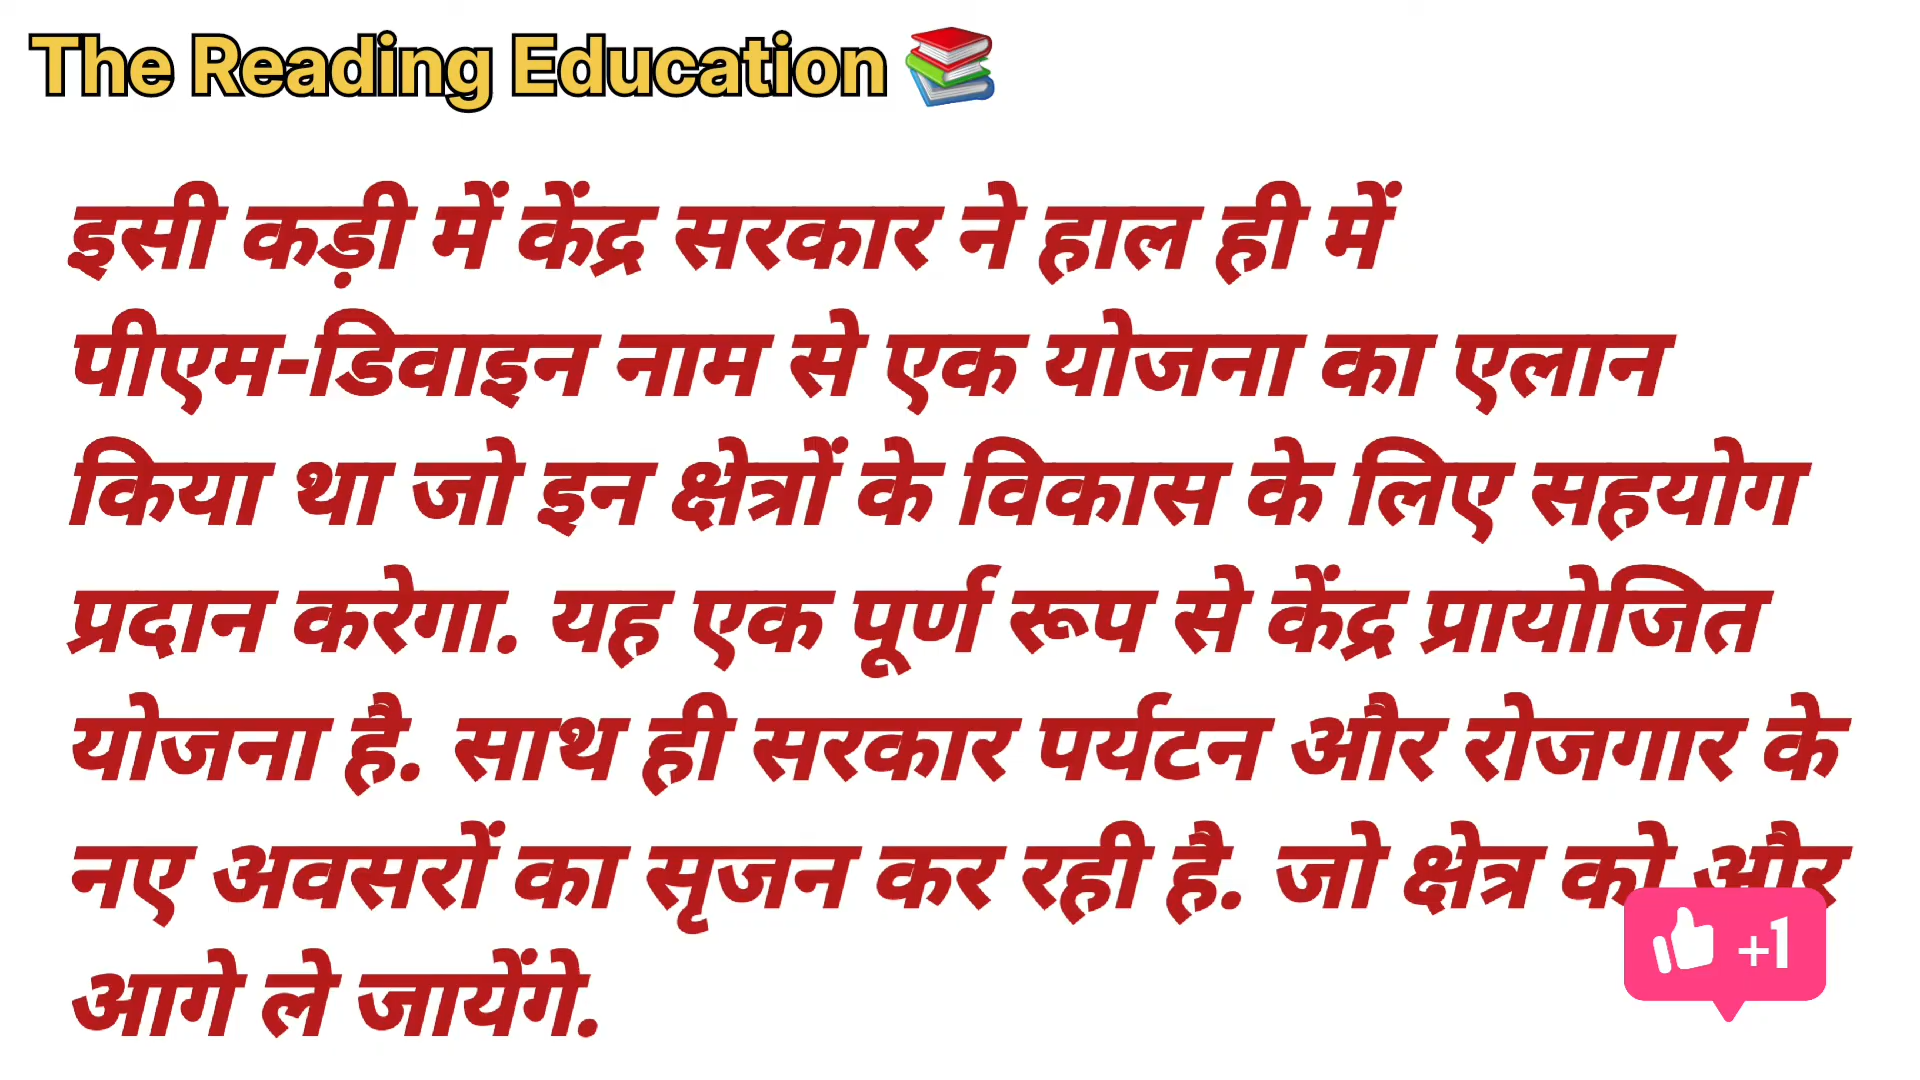 The Reading Education
इसी कड़ी में केंद्र सरकार ने हाल ही में
पीएम-डिवाइन नाम से एक योजना का एलान
किया था जो इन क्षेत्रों के विकास के लिए सहयोग
प्रदान करेगा. यह एक पूर्ण रूप से केंद्र प्रायोजित
योजना है. साथ ही सरकार पर्यटन और रोजगार के
नए अवसरों का सृजन कर रही है. जो क्षेत्र को और
आगे ले जायेंगे.
+1